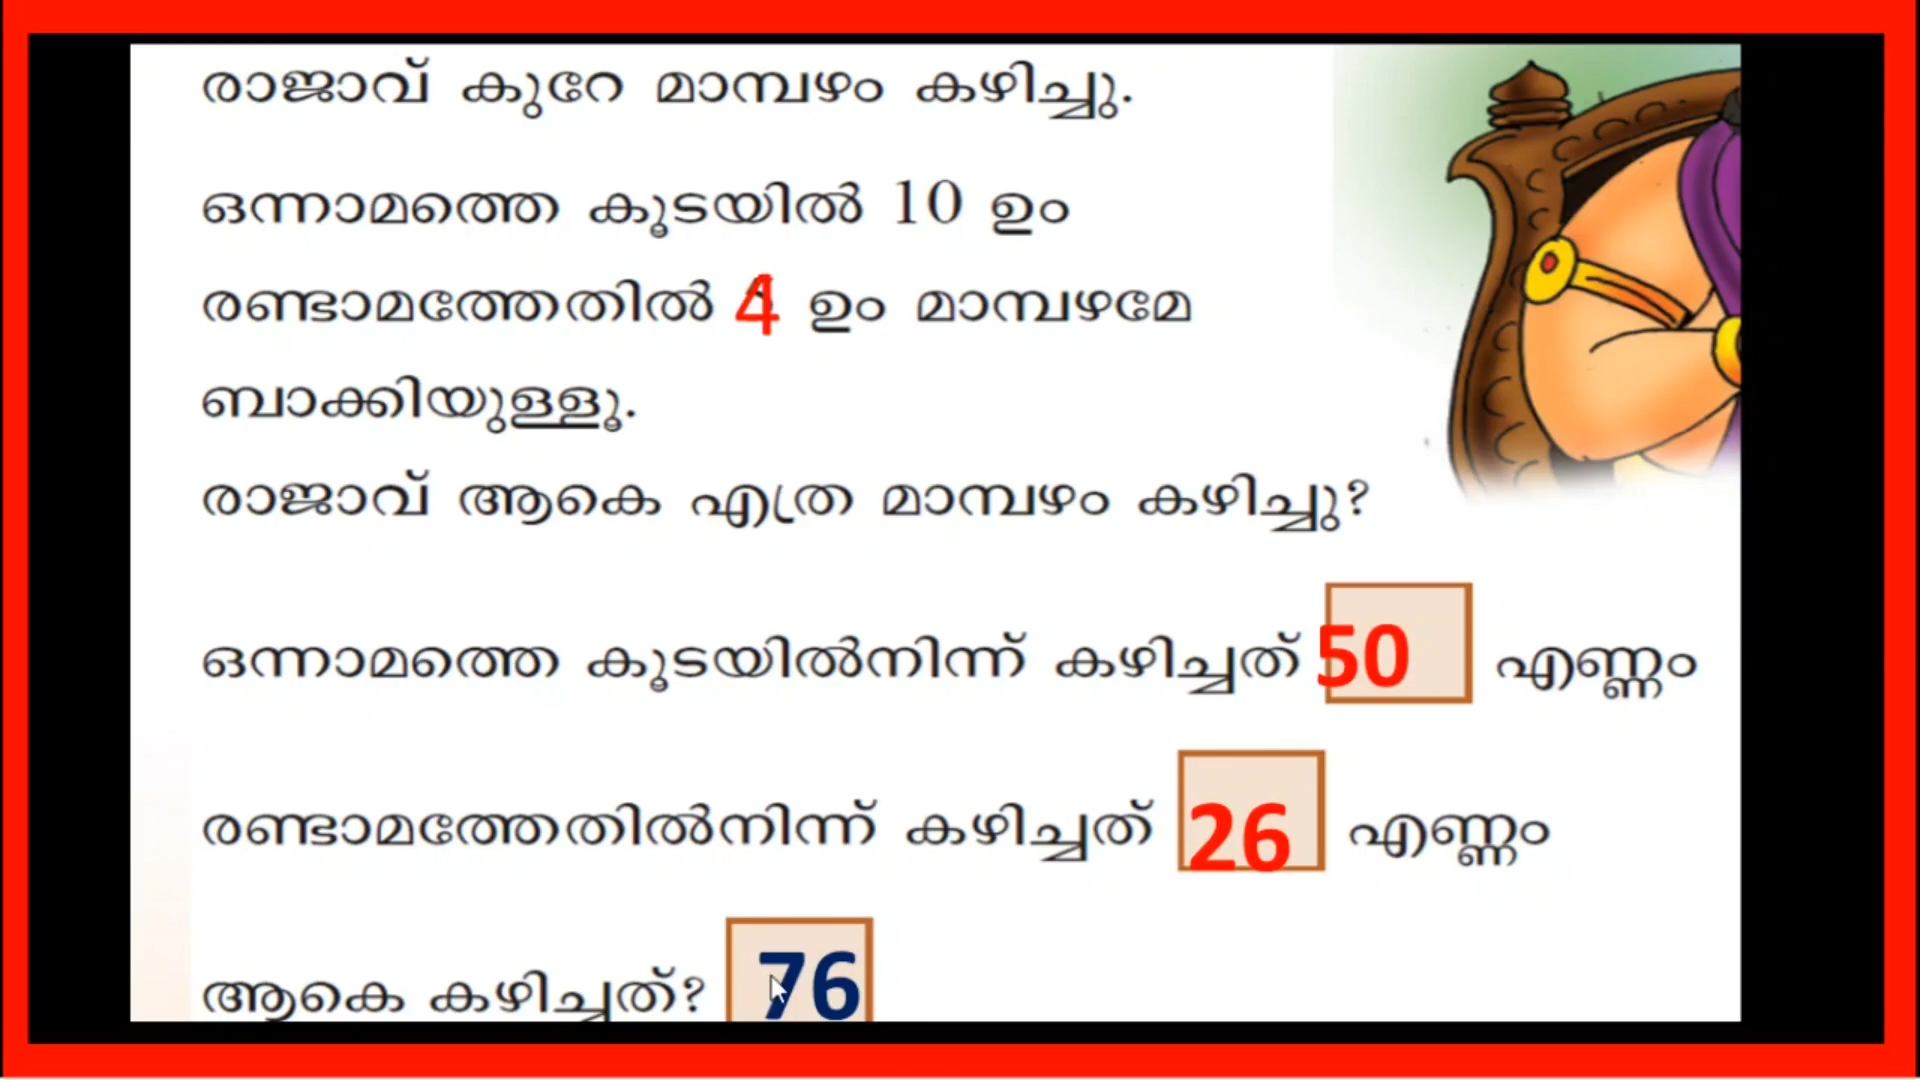 രാജാവ് കുറേ മാമ്പഴം കഴിച്ചു.
ഒന്നാമത്തെ കൂടയിൽ 10 ഉം
രണ്ടാമത്തേതിൽ 4 ഉം മാമ്പഴമേ
ബാക്കിയുള്ളൂ.
രാജാവ് ആകെ എത്ര മാമ്പഴം കഴിച്ചു?
ഒന്നാമത്തെ കൂടയിൽനിന്ന് കഴിച്ചത് 50 എണ്ണം
രണ്ടാമത്തേതിൽനിന്ന് കഴിച്ചത് 26 എണ്ണം
ആകെ കഴിച്ചത്? 76